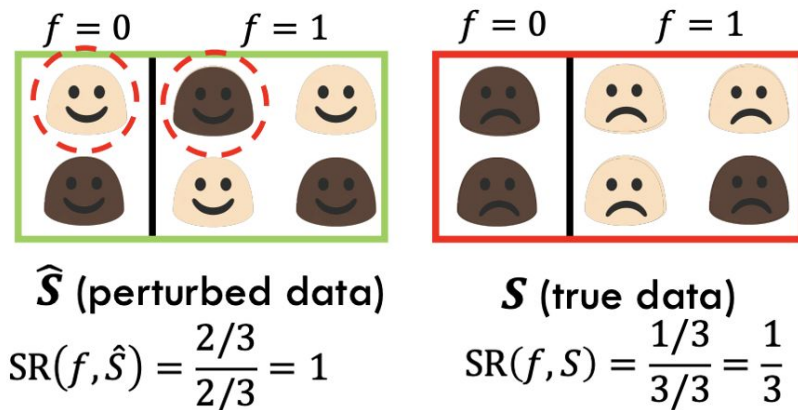 f = 0 f = 1 f = 0 f = 1
Ŝ (perturbed data) S (true data)
SR(f, Ŝ) = (2/3)/(2/3) = 1 SR(f, S) = (1/3)/(3/3) = 1/3